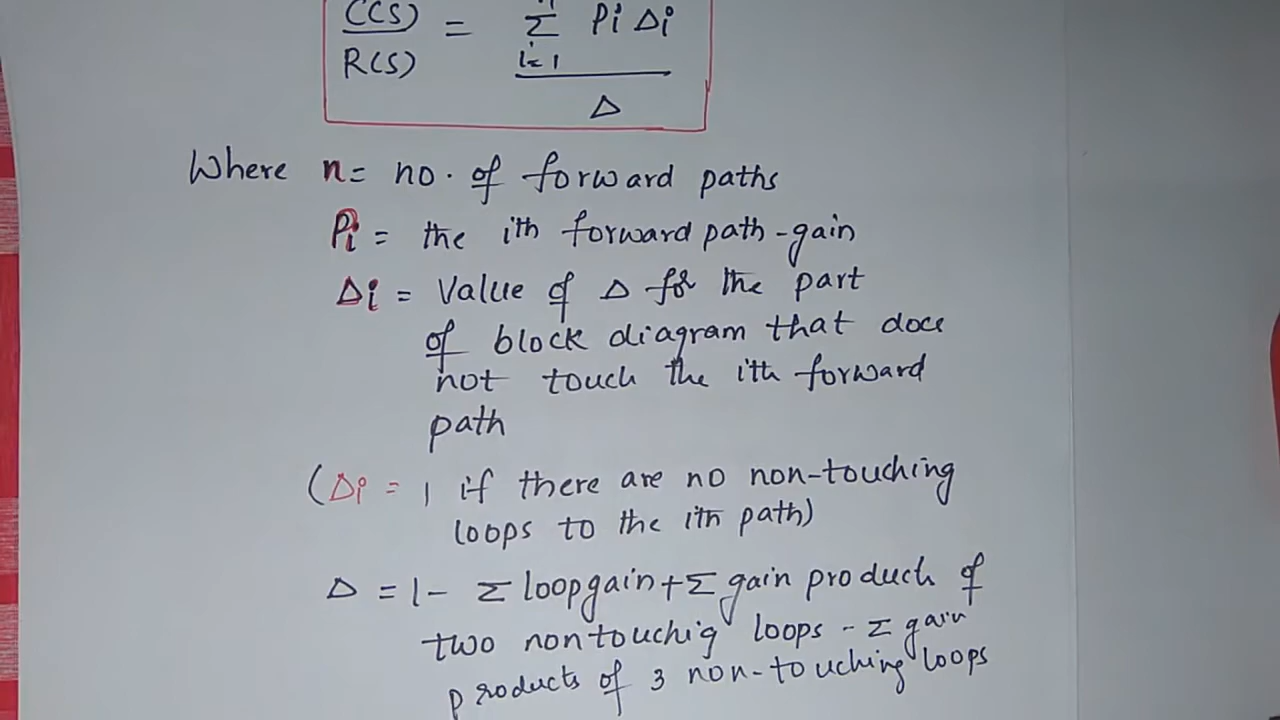 C(S) = n
R(S) Σ Pi Δi
i=1
Δ
Where n= no. of forward paths
Pi = the ith forward path-gain
Δi = Value of Δ for the part
of block diagram that doce
not touch the ith forward
path
(Δi = 1 if there are no non-touching
loops to the ith path)
Δ = 1- Σ loopgain+Σ gain product of
two nontouchig loops - Σ gain
products of 3 non-touching loops